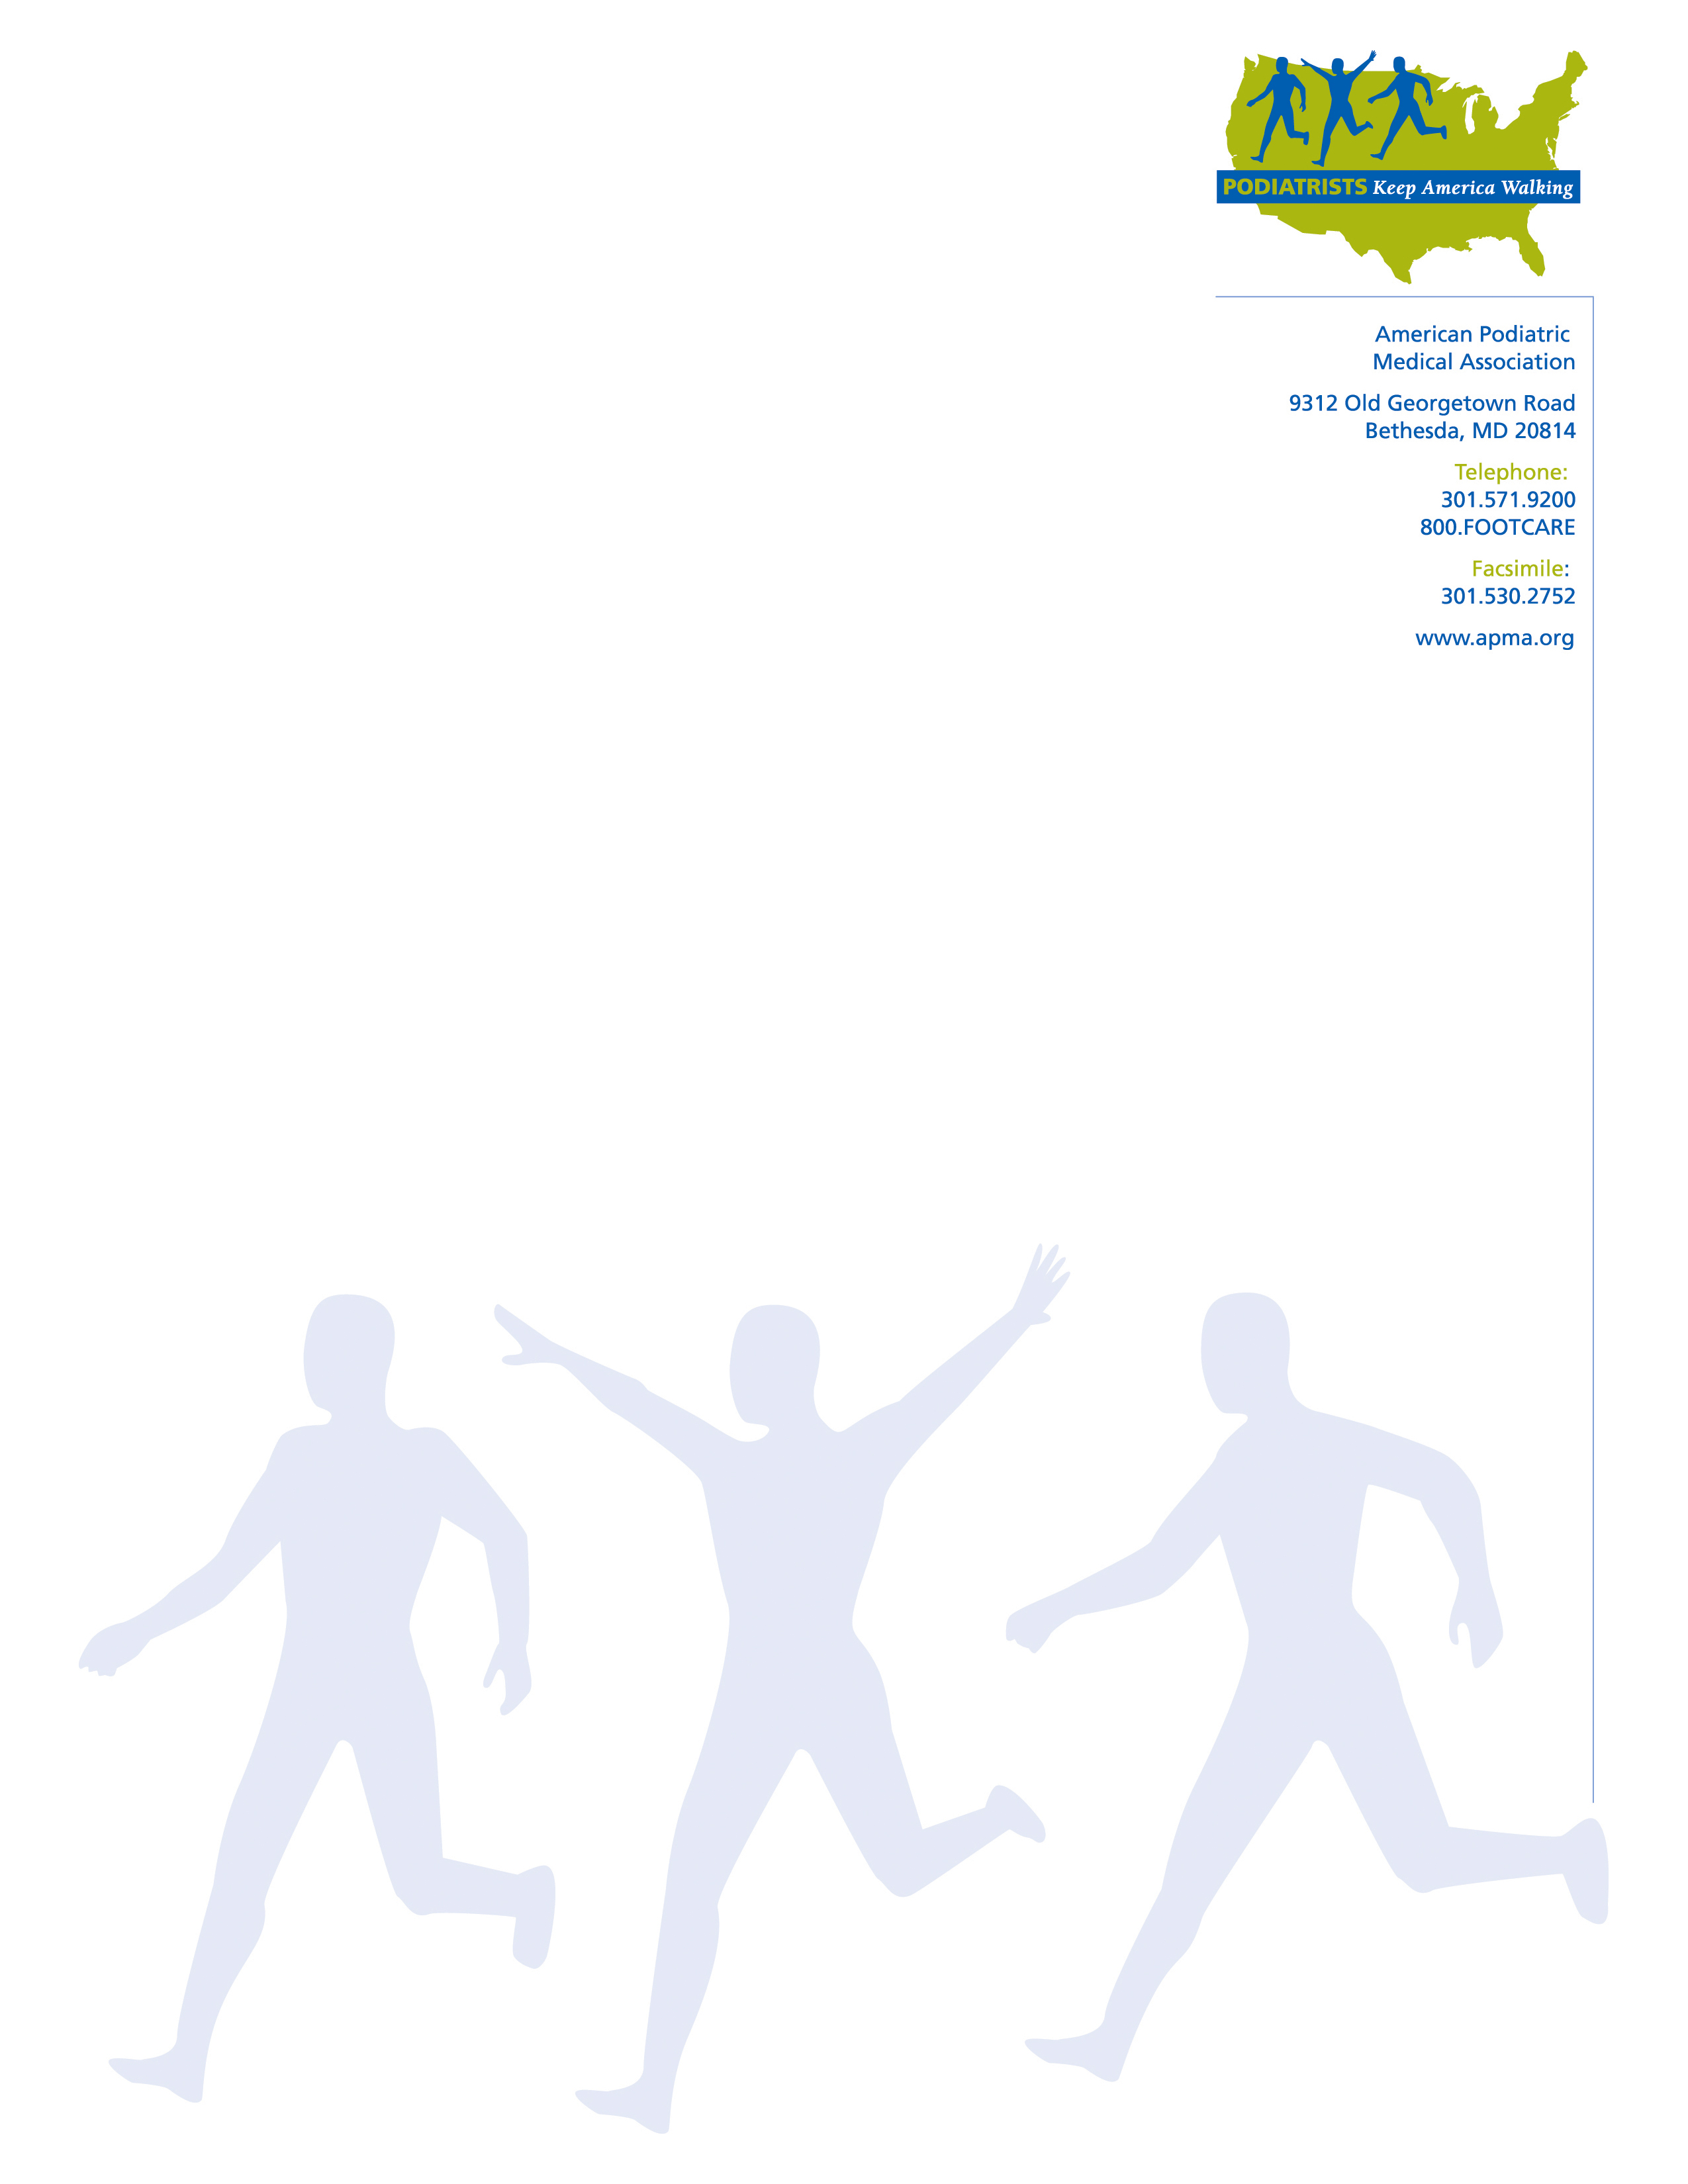 PODIATRISTS Keep America Walking
American Podiatric
Medical Association
9312 Old Georgetown Road
Bethesda, MD 20814
Telephone:
301.571.9200
800.FOOTCARE
Facsimile:
301.530.2752
www.apma.org